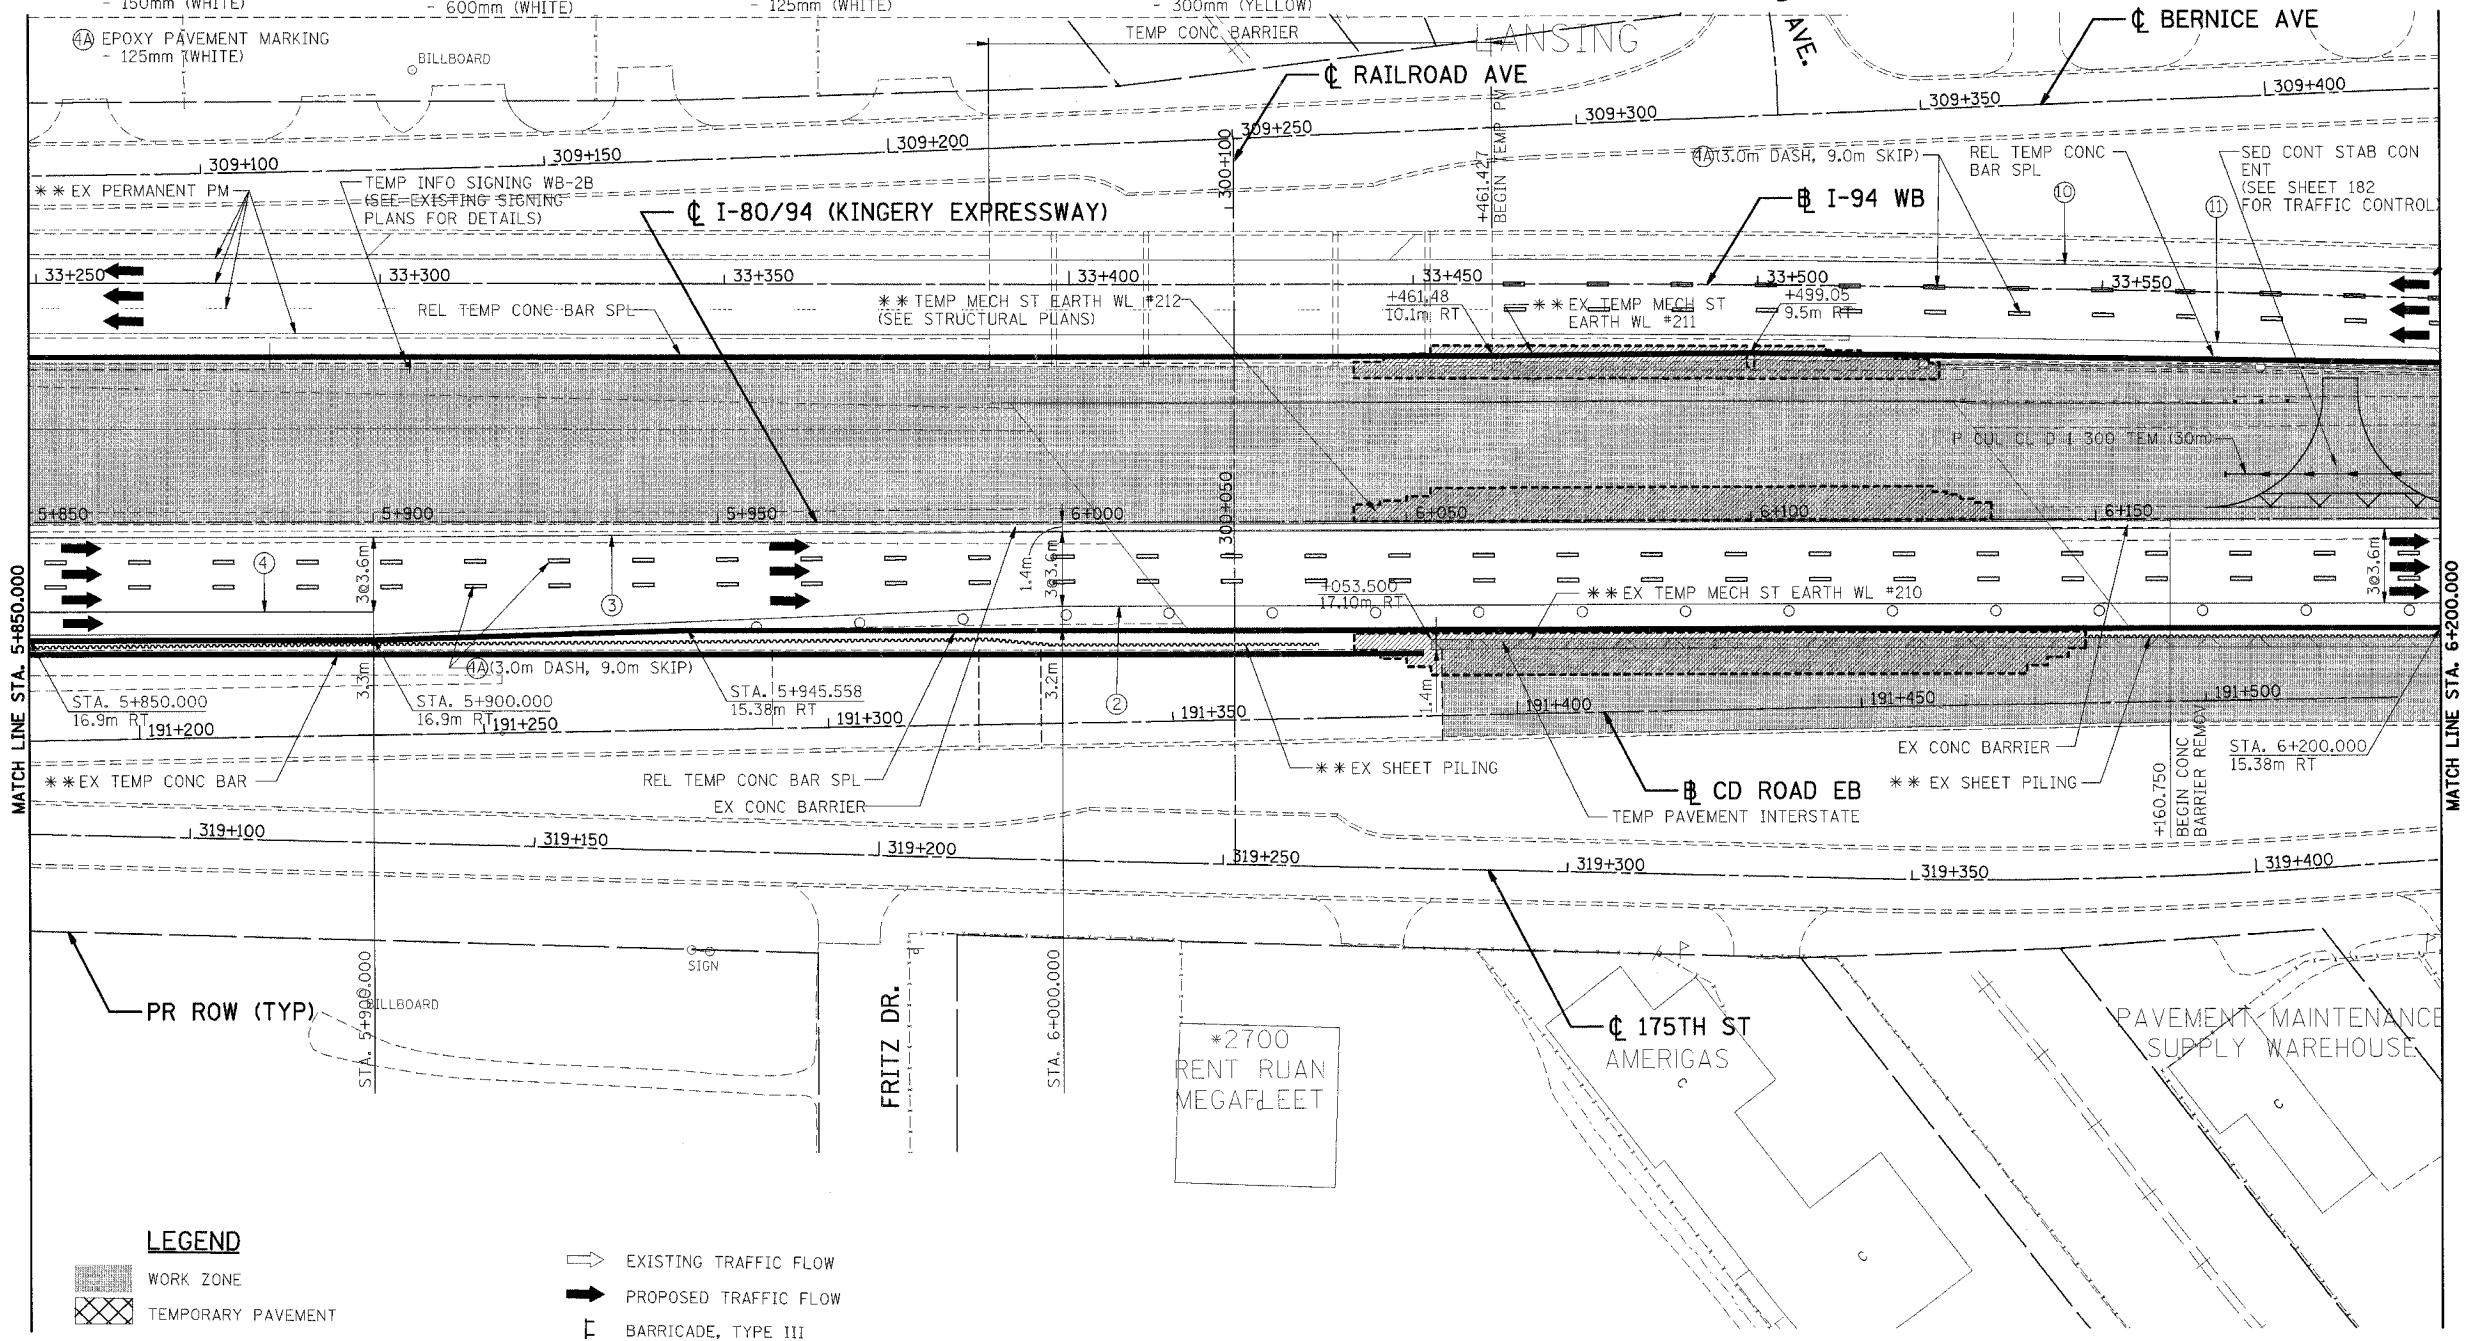 - 150mm (WHITE)
- 600mm (WHITE)
- 125mm (WHITE)
- 300mm (YELLOW)
4A EPOXY PAVEMENT MARKING
- 125mm (WHITE)
BILLBOARD
TEMP CONC BARRIER
LANSING
AVE.
℄ BERNICE AVE
℄ RAILROAD AVE
309+100
309+150
309+200
309+250
309+300
309+350
309+400
300+100
+461.427
BEGIN TEMP PM
4A (3.0m DASH, 9.0m SKIP)
REL TEMP CONC
BAR SPL
10
11
SED CONT STAB CON
ENT
(SEE SHEET 182
FOR TRAFFIC CONTROL)
**EX PERMANENT PM
TEMP INFO SIGNING WB-2B
(SEE EXISTING SIGNING
PLANS FOR DETAILS)
℄ I-80/94 (KINGERY EXPRESSWAY)
BL I-94 WB
33+250
33+300
33+350
33+400
33+450
33+500
33+550
REL TEMP CONC BAR SPL
**TEMP MECH ST EARTH WL #212
(SEE STRUCTURAL PLANS)
+461.48
10.1m RT
**EX TEMP MECH ST
EARTH WL #211
+499.05
9.5m RT
P CUL CL D 1 300 TEM (30m)
5+850
5+900
5+950
6+000
300+050
6+050
6+100
6+150
4
3@3.6m
3
1.4m
3@3.6m
+053.500
17.10m RT
**EX TEMP MECH ST EARTH WL #210
3@3.6m
MATCH LINE STA. 5+850.000
MATCH LINE STA. 6+200.000
4A (3.0m DASH, 9.0m SKIP)
STA. 5+850.000
16.9m RT
3.3m
STA. 5+900.000
16.9m RT
STA. 5+945.558
15.38m RT
3.2m
2
1.4m
191+200
191+250
191+300
191+350
191+400
191+450
191+500
**EX TEMP CONC BAR
REL TEMP CONC BAR SPL
EX CONC BARRIER
**EX SHEET PILING
BL CD ROAD EB
TEMP PAVEMENT INTERSTATE
EX CONC BARRIER
**EX SHEET PILING
+160.750
BEGIN CONC
BARRIER REMOV
STA. 6+200.000
15.38m RT
319+100
319+150
319+200
319+250
319+300
319+350
319+400
SIGN
BILLBOARD
PR ROW (TYP)
STA. 5+900.000
FRITZ DR.
STA. 6+000.000
*2700
RENT RUAN
MEGAFLEET
℄ 175TH ST
AMERIGAS
C
C
PAVEMENT MAINTENANCE
SUPPLY WAREHOUSE
C
LEGEND
WORK ZONE
TEMPORARY PAVEMENT
EXISTING TRAFFIC FLOW
PROPOSED TRAFFIC FLOW
BARRICADE, TYPE III